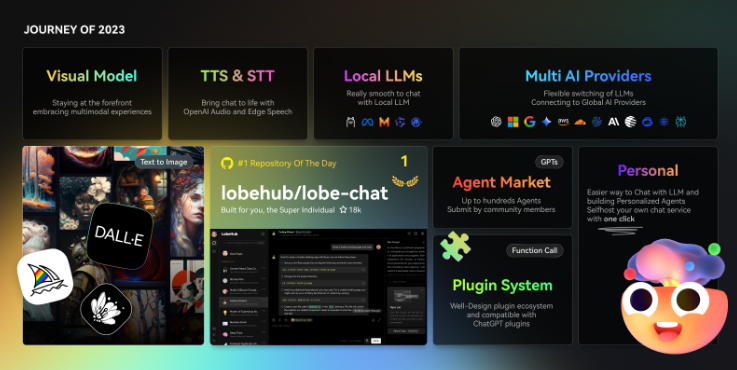 JOURNEY OF 2023
Visual Model
Staying at the forefront
embracing multimodal experiences
TTS & STT
Bring chat to life with
OpenAI Audio and Edge Speech
Local LLMs
Really smooth to chat
with Local LLM
Multi AI Providers
Flexible switching of LLMs
Connecting to Global AI Providers
aws
Text to Image
DALL·E
#1 Repository Of The Day
1
lobehub/lobe-chat
Built for you, the Super Individual ☆ 18k
LobeHub
GPTs
Agent Market
Up to hundreds Agents
Submit by community members
Function Call
Plugin System
Well-Design plugin ecosystem
and compatible with
ChatGPT plugins
Personal
Easier way to Chat with LLM and
building Personalized Agents
Selfhost your own chat service
with one click